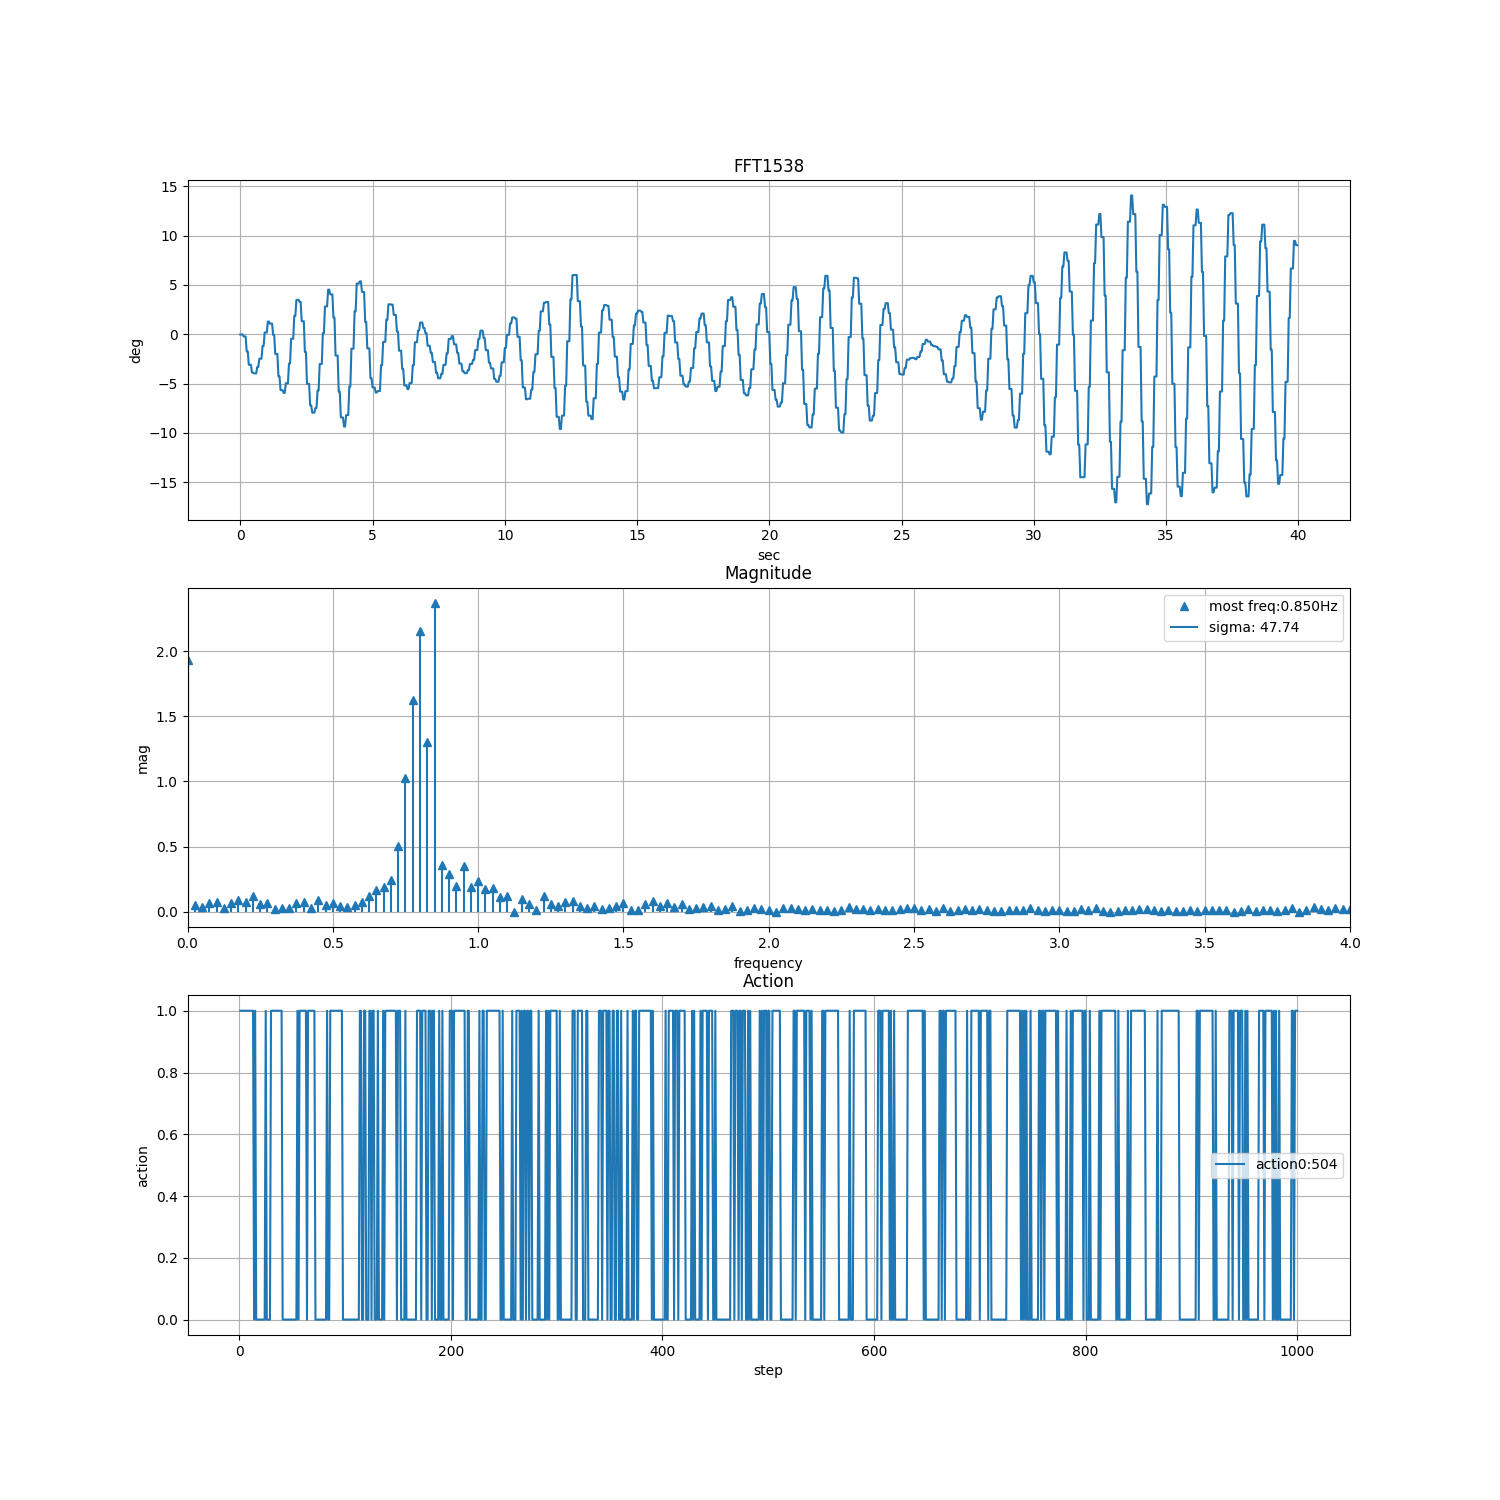 FFT1538
15
10
5
0
−5
−10
−15
deg
0 5 10 15 20 25 30 35 40
sec
Magnitude
most freq:0.850Hz
sigma: 47.74
2.0
1.5
1.0
0.5
0.0
mag
0.0 0.5 1.0 1.5 2.0 2.5 3.0 3.5 4.0
frequency
Action
1.0
0.8
0.6
0.4
0.2
0.0
action
action0:504
0 200 400 600 800 1000
step